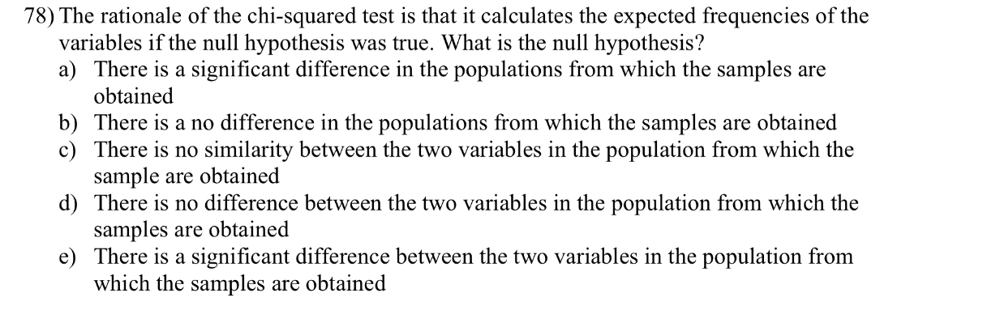 78) The rationale of the chi-squared test is that it calculates the expected frequencies of the
variables if the null hypothesis was true. What is the null hypothesis?
a) There is a significant difference in the populations from which the samples are
obtained
b) There is a no difference in the populations from which the samples are obtained
c) There is no similarity between the two variables in the population from which the
sample are obtained
d) There is no difference between the two variables in the population from which the
samples are obtained
e) There is a significant difference between the two variables in the population from
which the samples are obtained